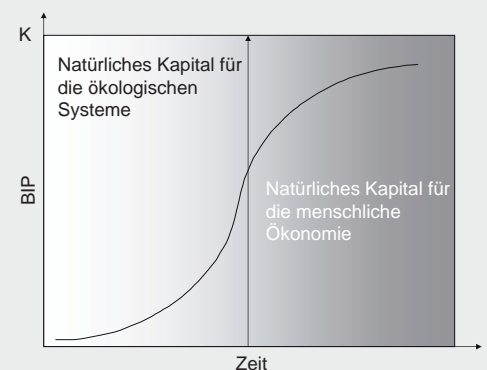 K
Natürliches Kapital für
die ökologischen
Systeme
BIP
Natürliches Kapital für
die menschliche
Ökonomie
Zeit